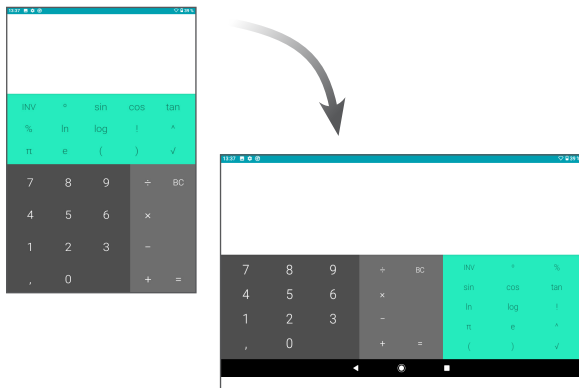 13:37 39 %
INV ° sin cos tan
% ln log ! ^
π e ( ) √
7 8 9 ÷ BC
4 5 6 ×
1 2 3 −
, 0 + =
13:37 39 %
7 8 9 ÷ BC INV ° %
4 5 6 × sin cos tan
1 2 3 − ln log !
, 0 + = π e ^
( ) √